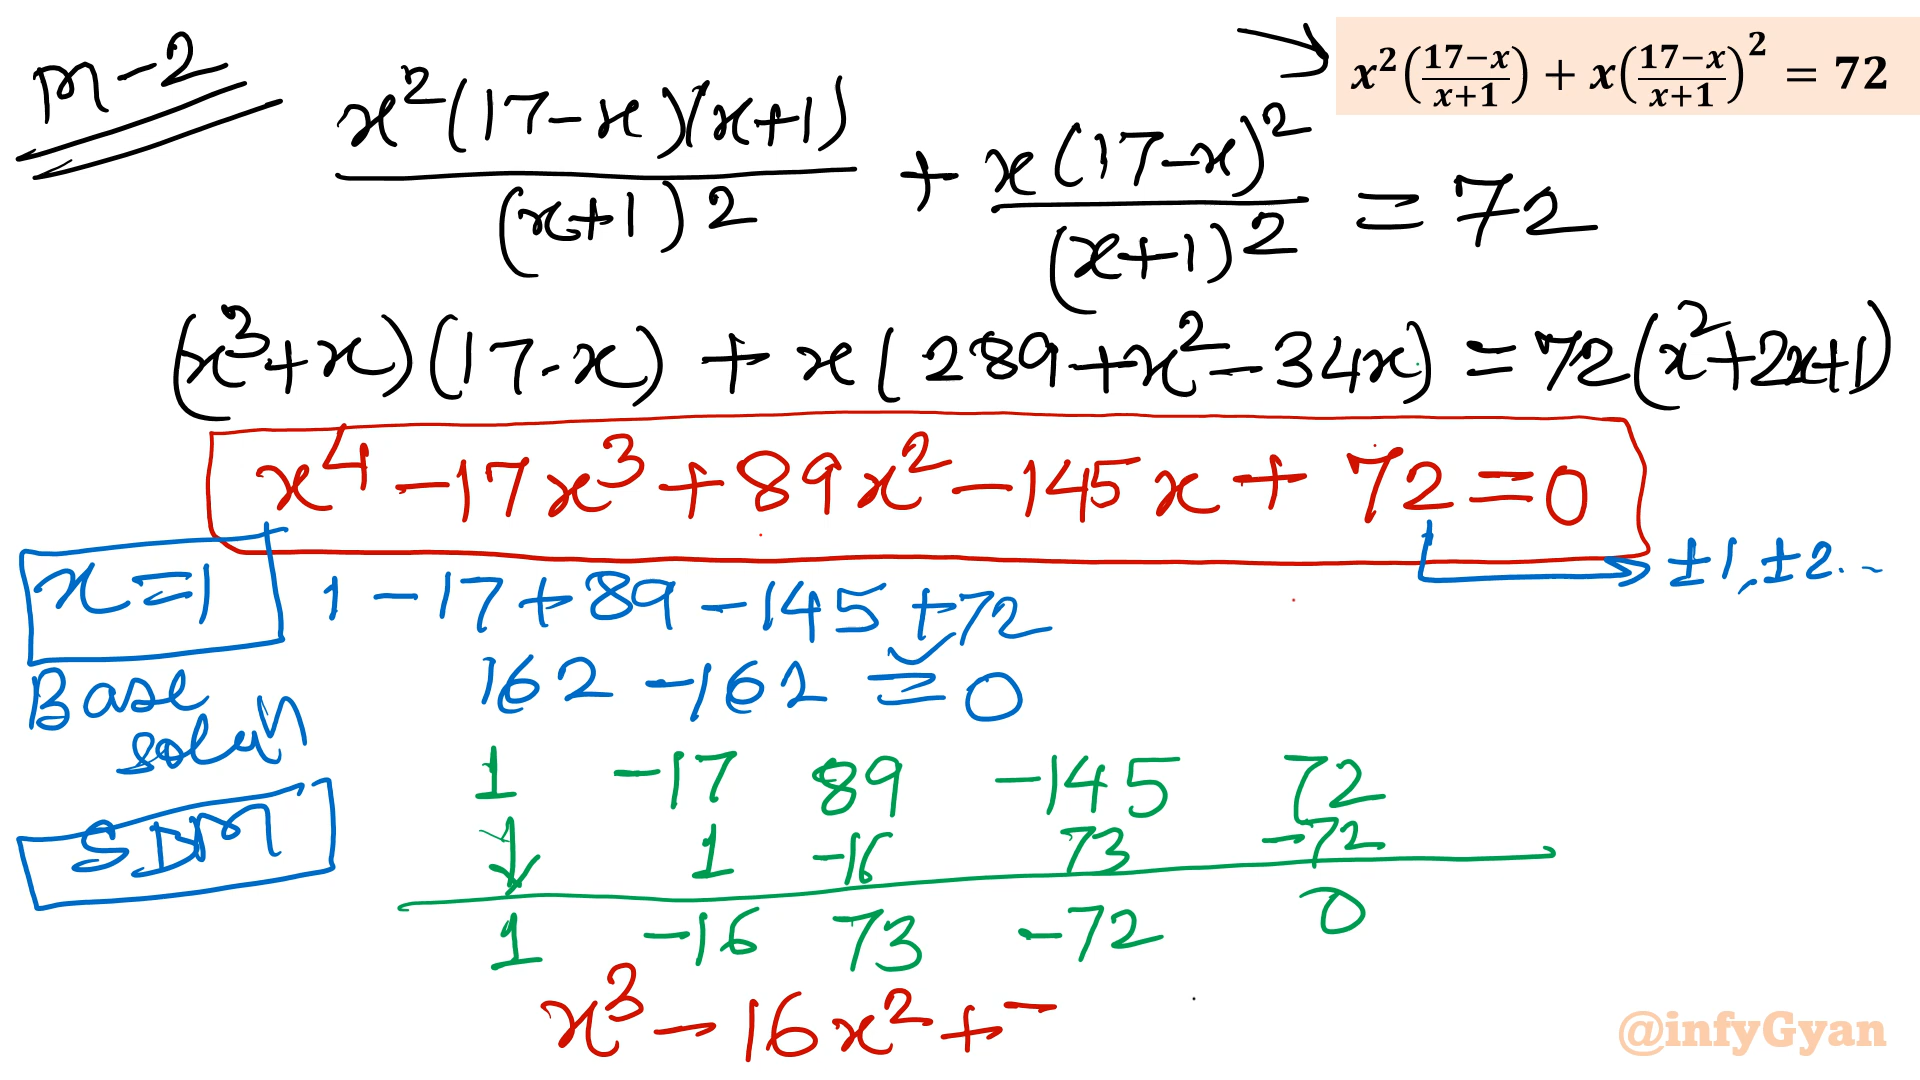 M-2
x²((17-x)/(x+1)) + x((17-x)/(x+1))² = 72
x²(17-x)(x+1)/(x+1)² + x(17-x)²/(x+1)² = 72
(x³+x)(17-x) + x(289+x²-34x) = 72(x²+2x+1)
x⁴-17x³+89x²-145x+72=0
±1, ±2...
x=1 1-17+89-145+72
Base soluⁿ
162-162=0
1 -17 89 -145 72
SDM
↓ 1 -16 73 -72
1 -16 73 -72 0
x³-16x²+
@infyGyan